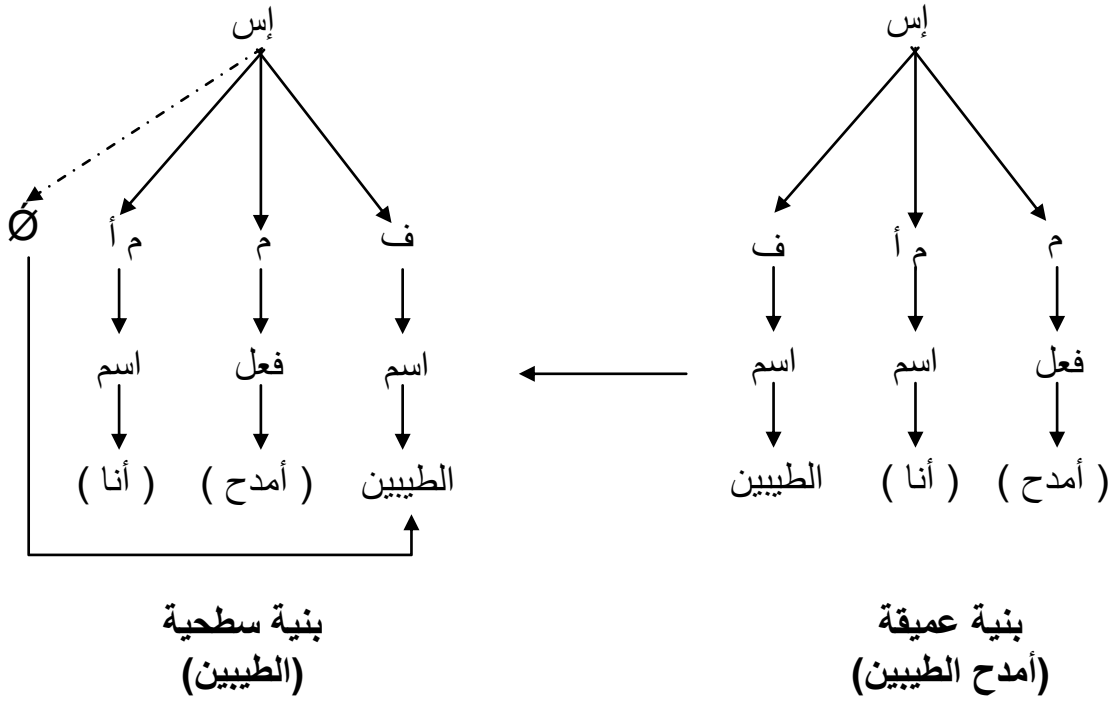 إس
م
م أ
ف
فعل
اسم
اسم
( أمدح )
( أنا )
الطيبين
بنية عميقة
(أمدح الطيبين)
إس
ف
م
م أ
Ø
اسم
فعل
اسم
الطيبين
( أمدح )
( أنا )
بنية سطحية
(الطيبين)